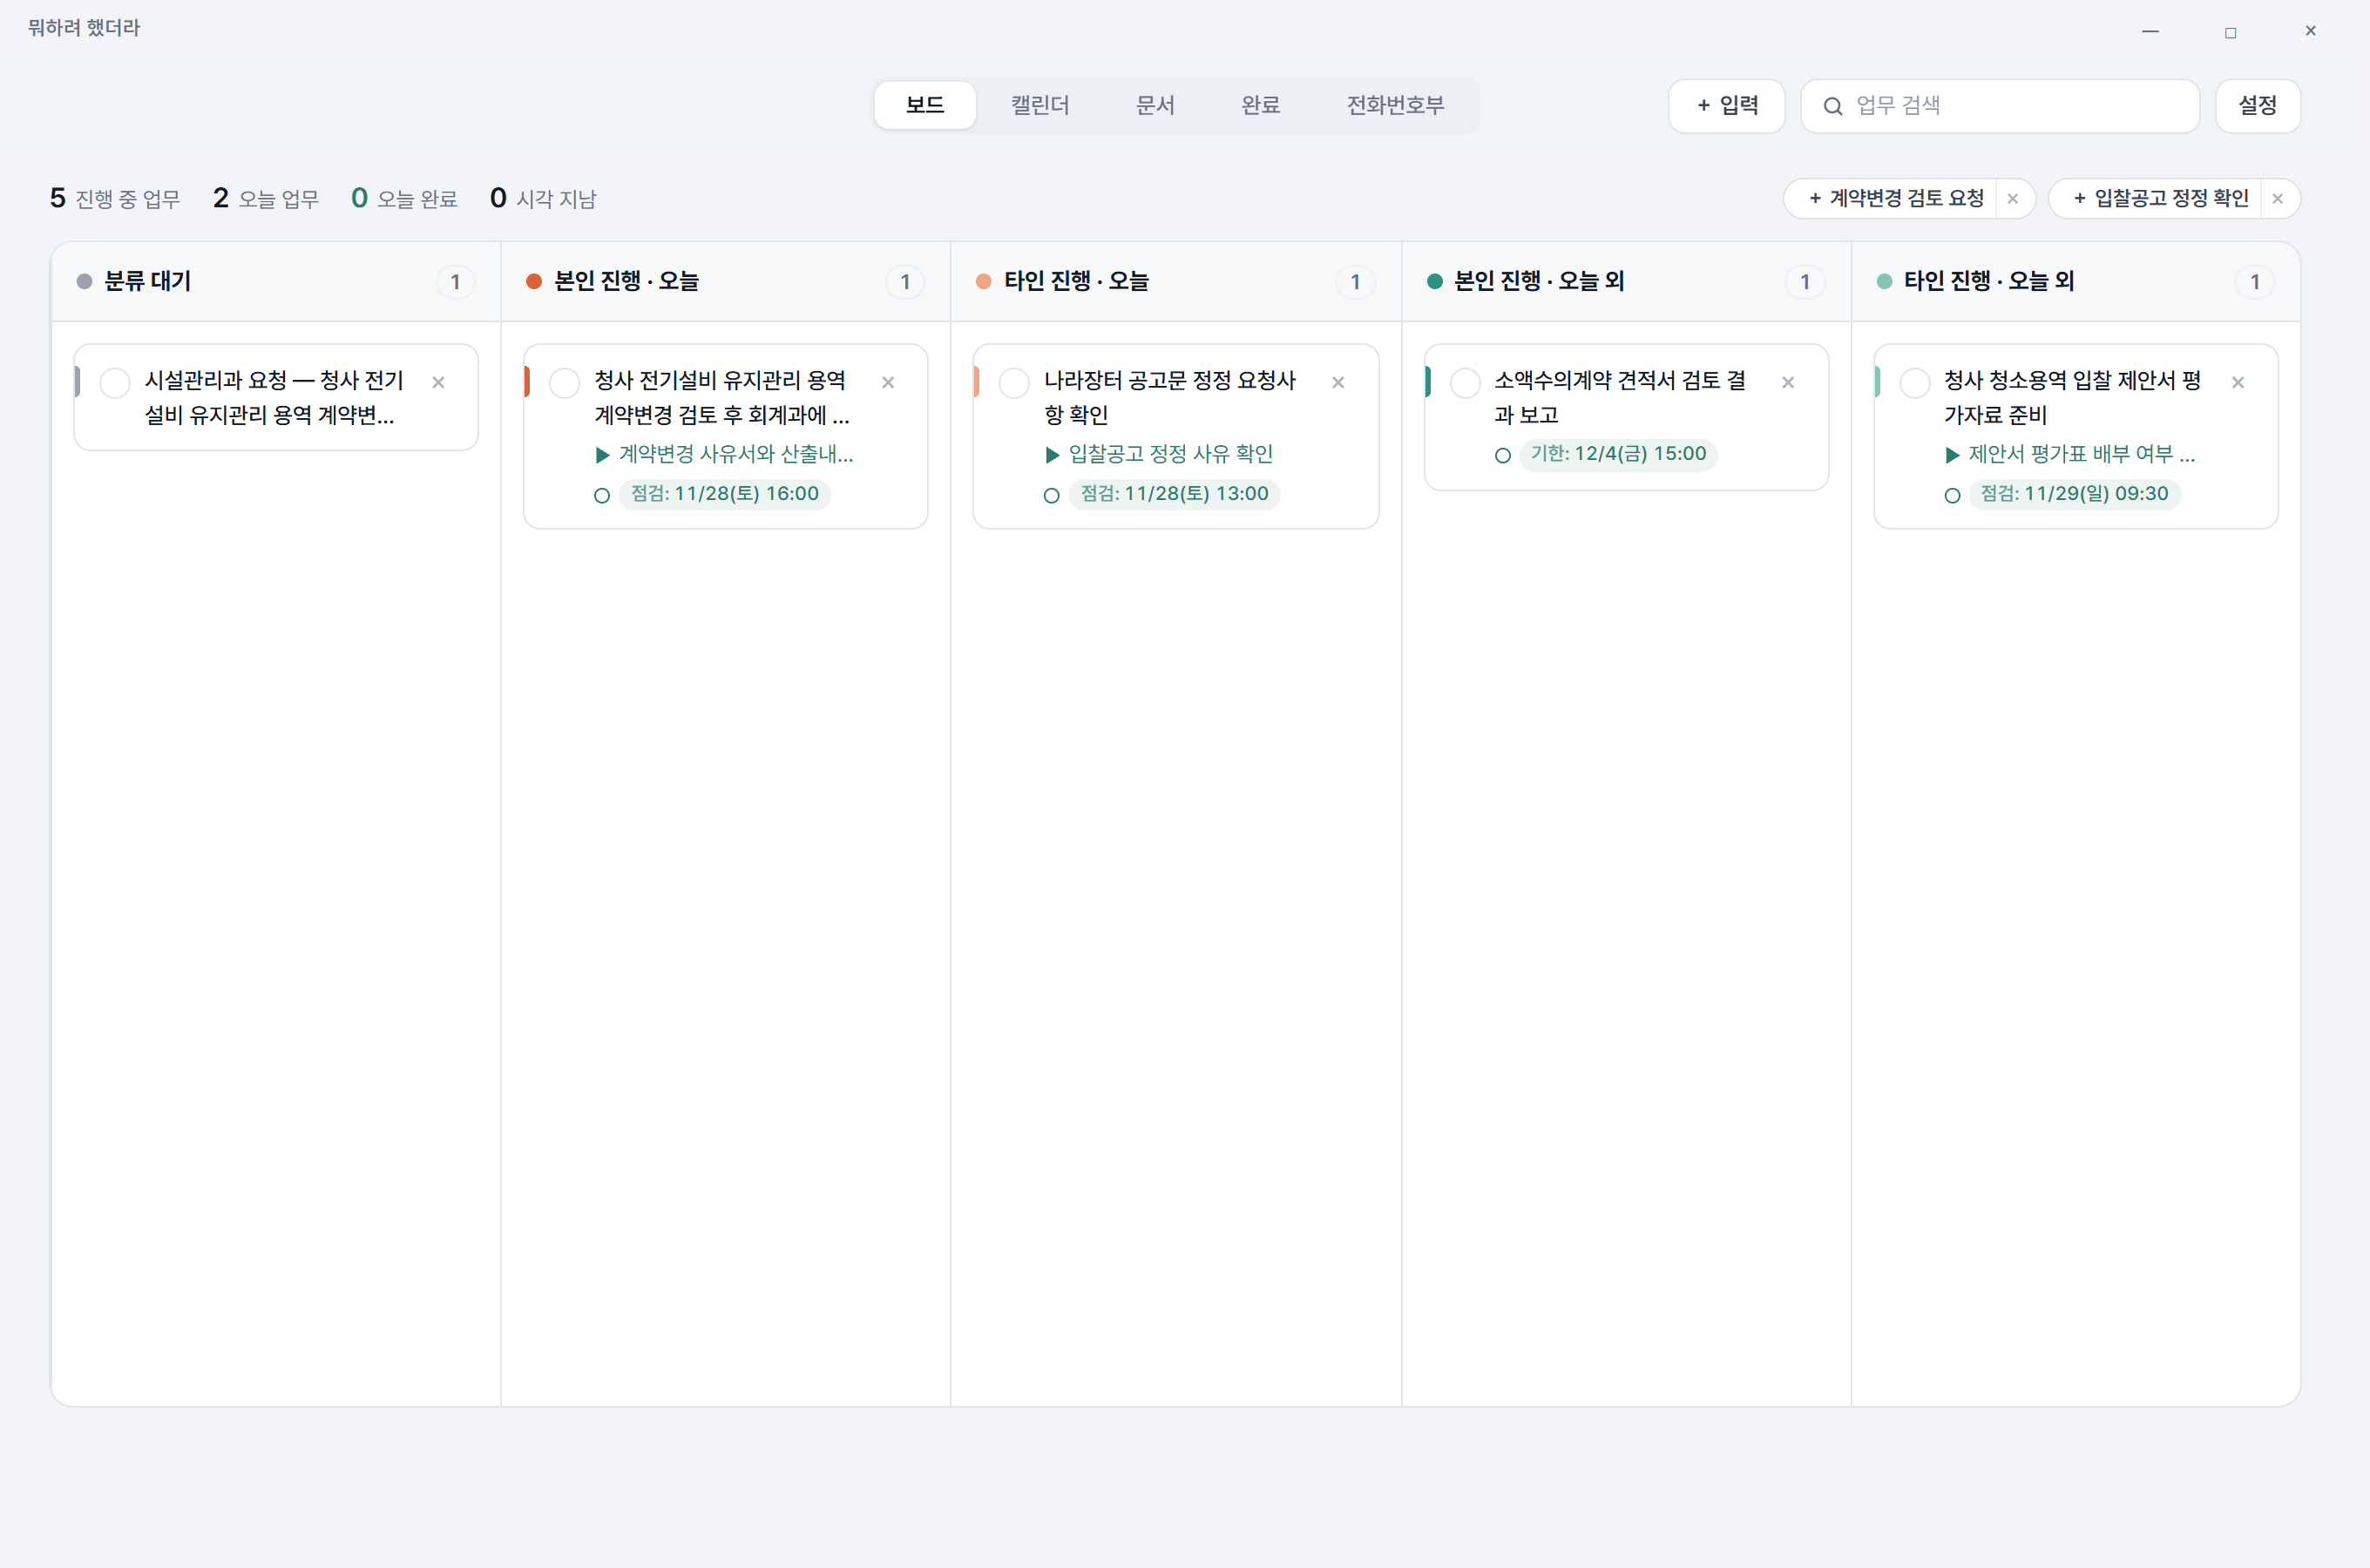 뭐하려 했더라
보드 캘린더 문서 완료 전화번호부
+ 입력
업무 검색
설정
5 진행 중 업무 2 오늘 업무 0 오늘 완료 0 시각 지남
+ 계약변경 검토 요청 ×
+ 입찰공고 정정 확인 ×
분류 대기 1
시설관리과 요청 — 청사 전기
설비 유지관리 용역 계약변...
본인 진행 · 오늘 1
청사 전기설비 유지관리 용역
계약변경 검토 후 회계과에 ...
▶ 계약변경 사유서와 산출내...
점검: 11/28(토) 16:00
타인 진행 · 오늘 1
나라장터 공고문 정정 요청사
항 확인
▶ 입찰공고 정정 사유 확인
점검: 11/28(토) 13:00
본인 진행 · 오늘 외 1
소액수의계약 견적서 검토 결
과 보고
기한: 12/4(금) 15:00
타인 진행 · 오늘 외 1
청사 청소용역 입찰 제안서 평
가자료 준비
▶ 제안서 평가표 배부 여부 ...
점검: 11/29(일) 09:30